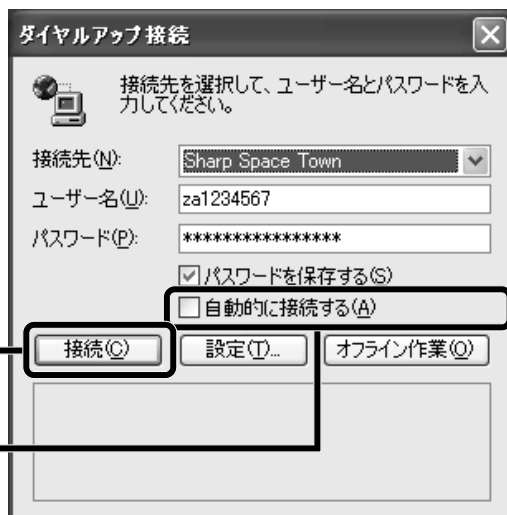 ダイヤルアップ接続
接続先を選択して、ユーザー名とパスワードを入
力してください。
接続先(N): Sharp Space Town
ユーザー名(U): za1234567
パスワード(P): ****************
パスワードを保存する(S)
自動的に接続する(A)
接続(C) 設定(T)... オフライン作業(O)